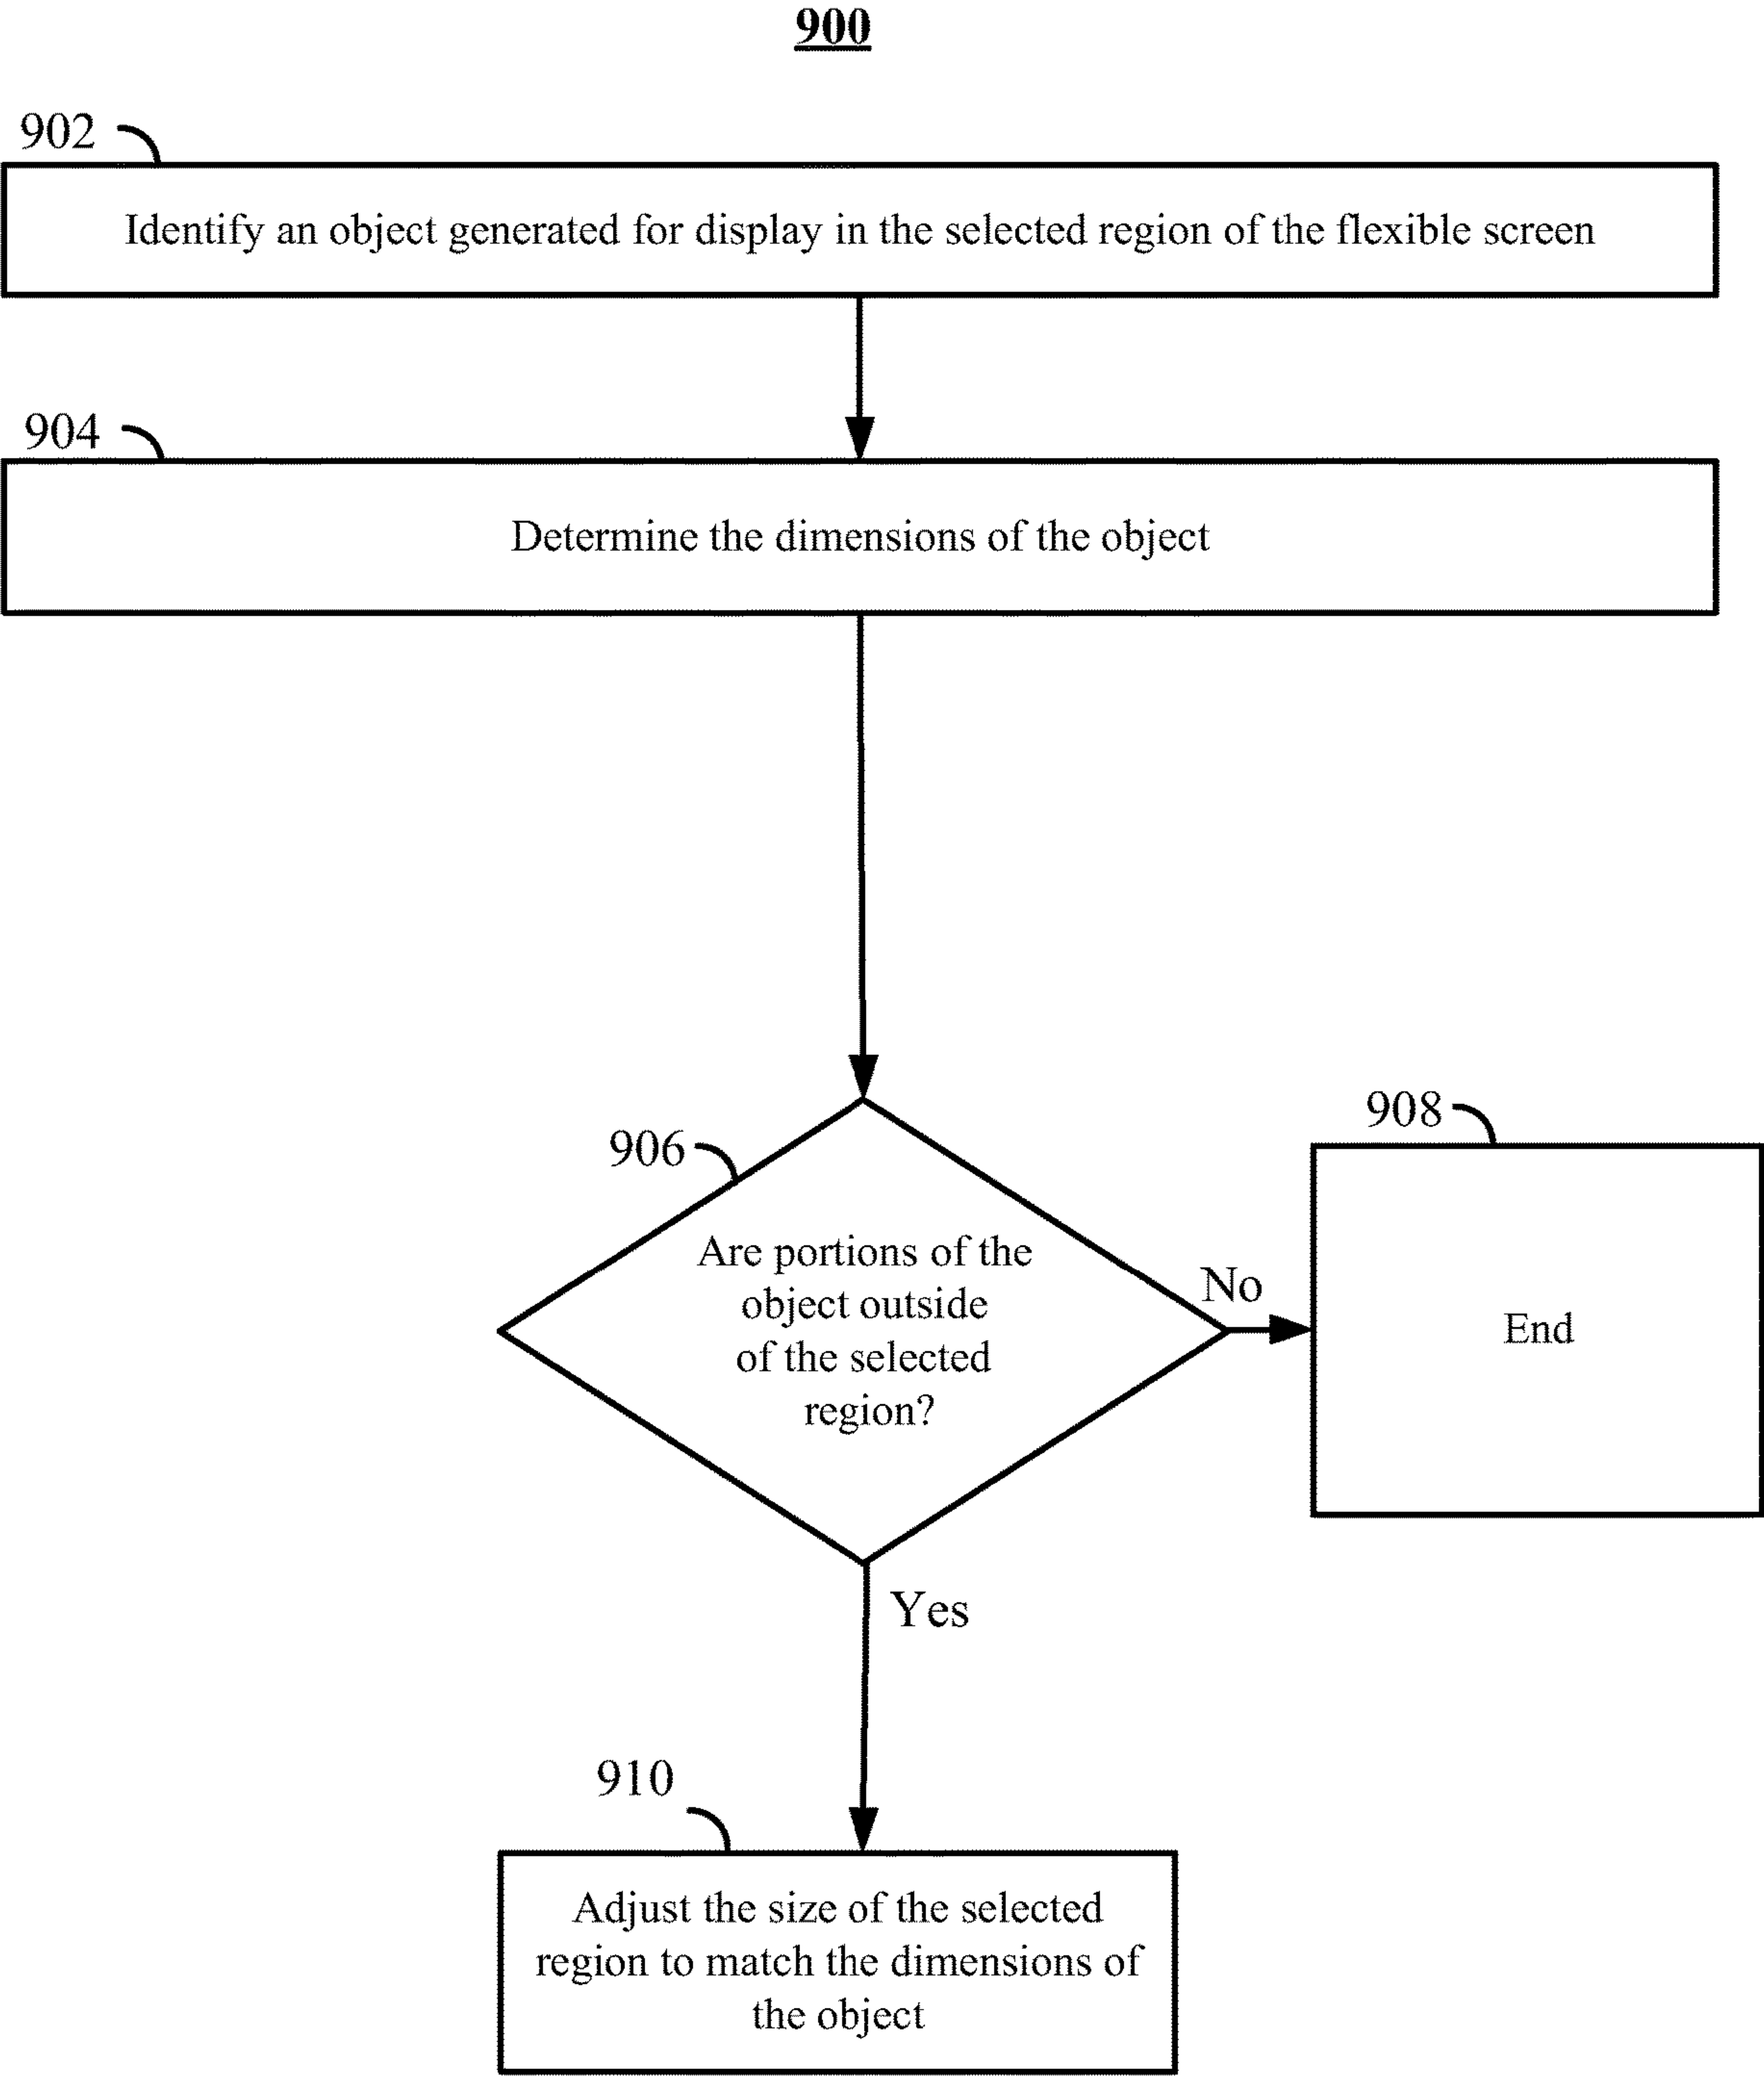 900
902
Identify an object generated for display in the selected region of the flexible screen
904
Determine the dimensions of the object
906
Are portions of the
object outside
of the selected
region?
No
908
End
Yes
910
Adjust the size of the selected
region to match the dimensions of
the object